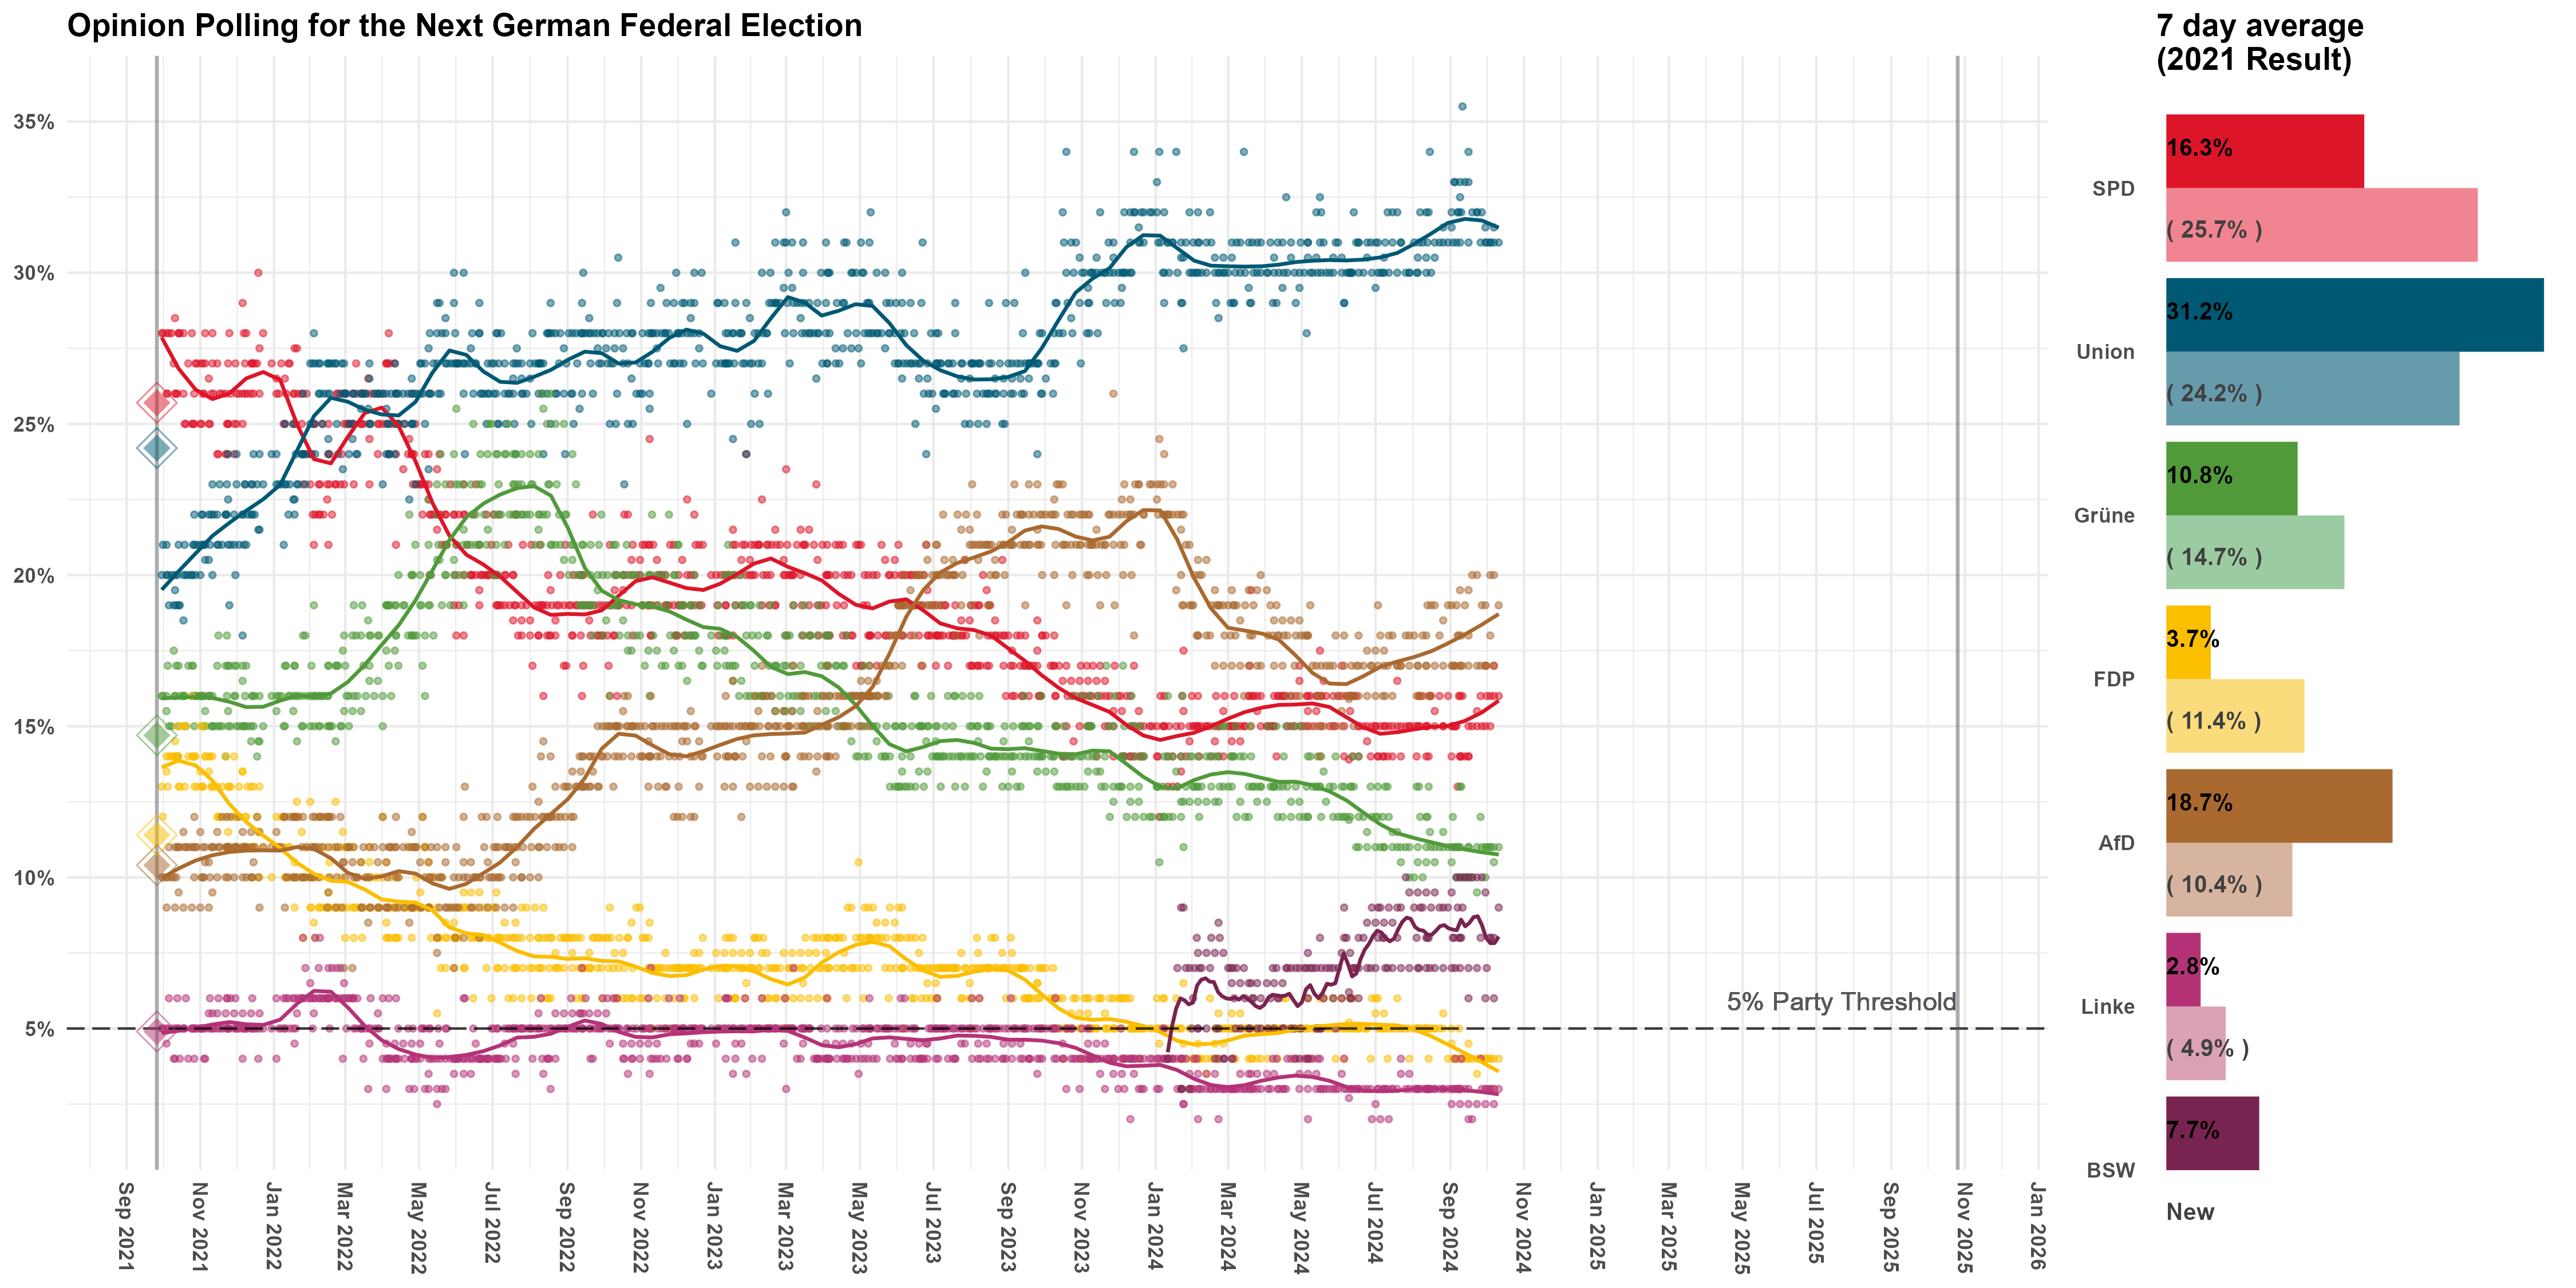 Opinion Polling for the Next German Federal Election
35%
30%
25%
20%
15%
10%
5%
5% Party Threshold
Sep 2021
Nov 2021
Jan 2022
Mar 2022
May 2022
Jul 2022
Sep 2022
Nov 2022
Jan 2023
Mar 2023
May 2023
Jul 2023
Sep 2023
Nov 2023
Jan 2024
Mar 2024
May 2024
Jul 2024
Sep 2024
Nov 2024
Jan 2025
Mar 2025
May 2025
Jul 2025
Sep 2025
Nov 2025
Jan 2026
7 day average
(2021 Result)
SPD
16.3%
( 25.7% )
Union
31.2%
( 24.2% )
Grüne
10.8%
( 14.7% )
FDP
3.7%
( 11.4% )
AfD
18.7%
( 10.4% )
Linke
2.8%
( 4.9% )
BSW
7.7%
New